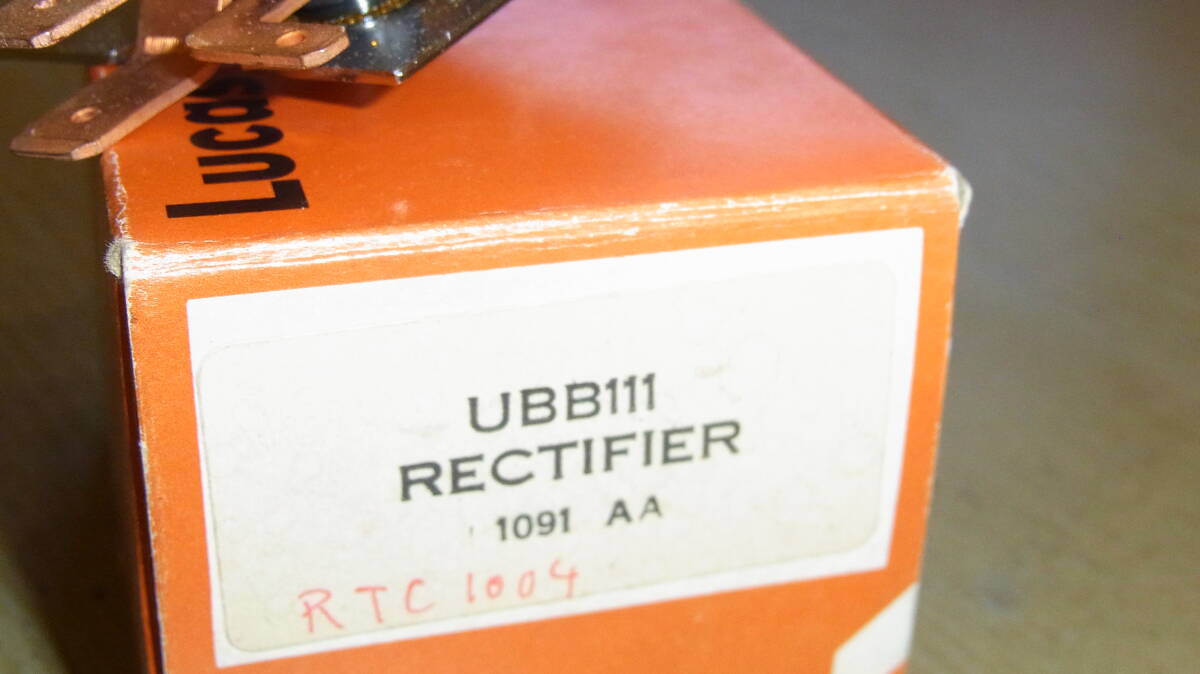 Lucas
UBB111
RECTIFIER
1091 AA
RTC 1004